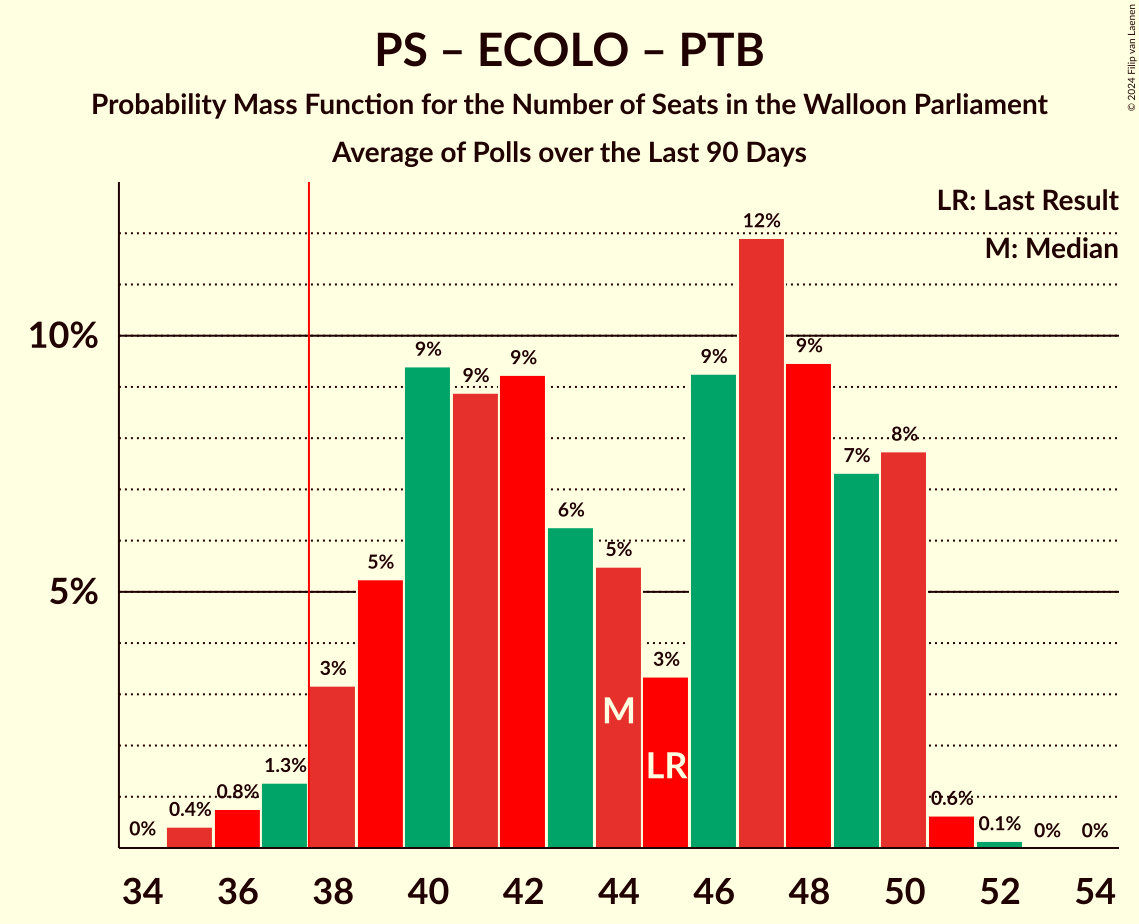 PS – ECOLO – PTB
Probability Mass Function for the Number of Seats in the Walloon Parliament
Average of Polls over the Last 90 Days
© 2024 Filip van Laenen
LR: Last Result
M: Median
10%
5%
0%
0.4%
0.8%
1.3%
3%
5%
9%
9%
9%
6%
5%
3%
9%
12%
9%
7%
8%
0.6%
0.1%
0%
0%
M
LR
34 36 38 40 42 44 46 48 50 52 54